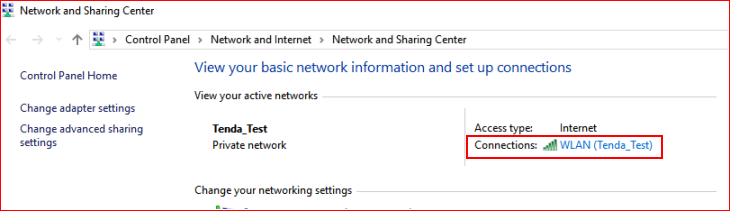 Network and Sharing Center
Control Panel > Network and Internet > Network and Sharing Center
Control Panel Home
Change adapter settings
Change advanced sharing
settings
View your basic network information and set up connections
View your active networks
Tenda_Test
Private network
Access type: Internet
Connections: WLAN (Tenda_Test)
Change your networking settings